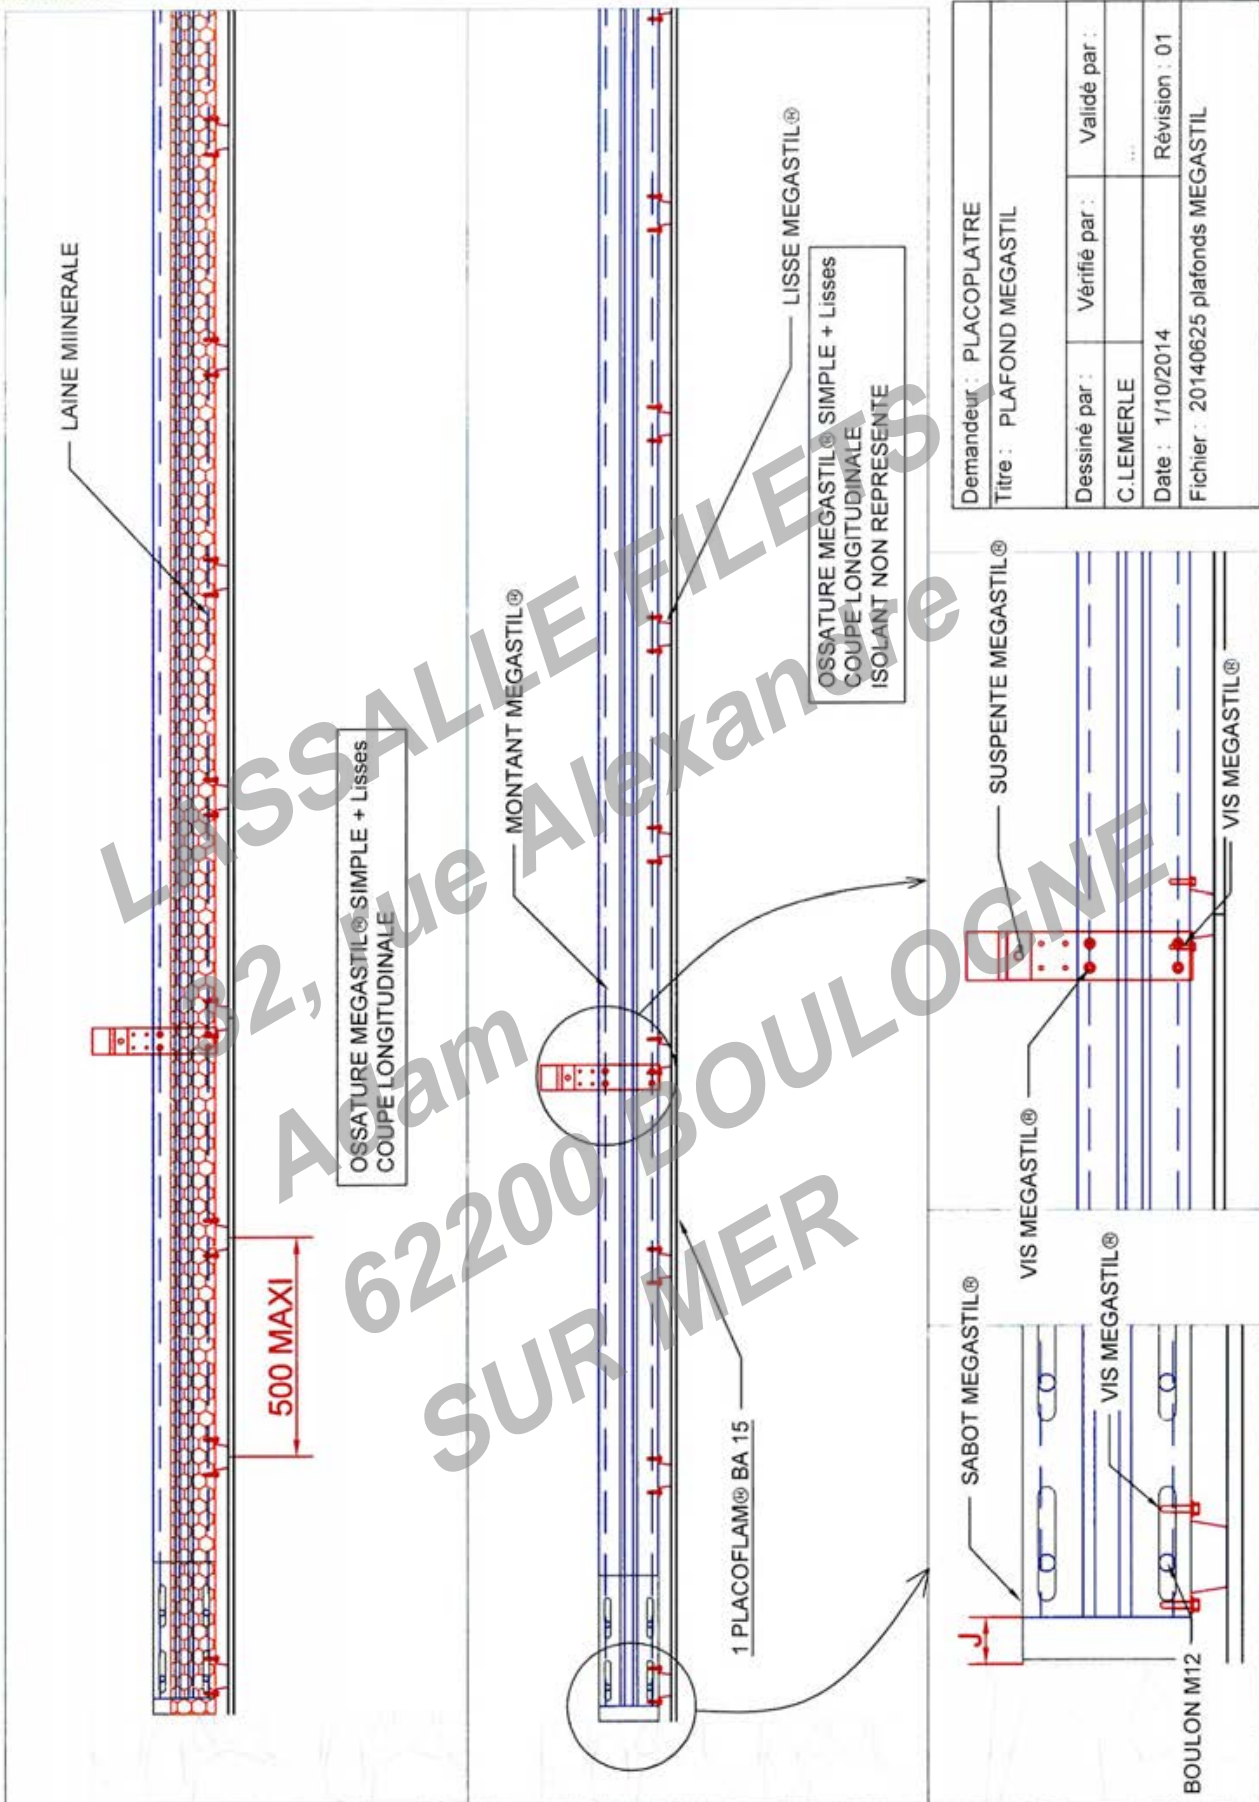 LAINE MIINERALE
OSSATURE MEGASTIL® SIMPLE + Lisses
COUPE LONGITUDINALE
500 MAXI
MONTANT MEGASTIL®
LISSE MEGASTIL®
OSSATURE MEGASTIL® SIMPLE + Lisses
COUPE LONGITUDINALE
ISOLANT NON REPRESENTE
1 PLACOFLAM® BA 15
SABOT MEGASTIL®
J
VIS MEGASTIL®
BOULON M12
SUSPENTE MEGASTIL®
VIS MEGASTIL®
VIS MEGASTIL®
Demandeur : PLACOPLATRE
Titre : PLAFOND MEGASTIL
Dessiné par : Vérifié par : Validé par :
C.LEMERLE ...
Date : 1/10/2014 Révision : 01
Fichier : 20140625 plafonds MEGASTIL
LASSALLE FILETS -
32, rue Alexandre
Adam
62200 BOULOGNE
SUR MER